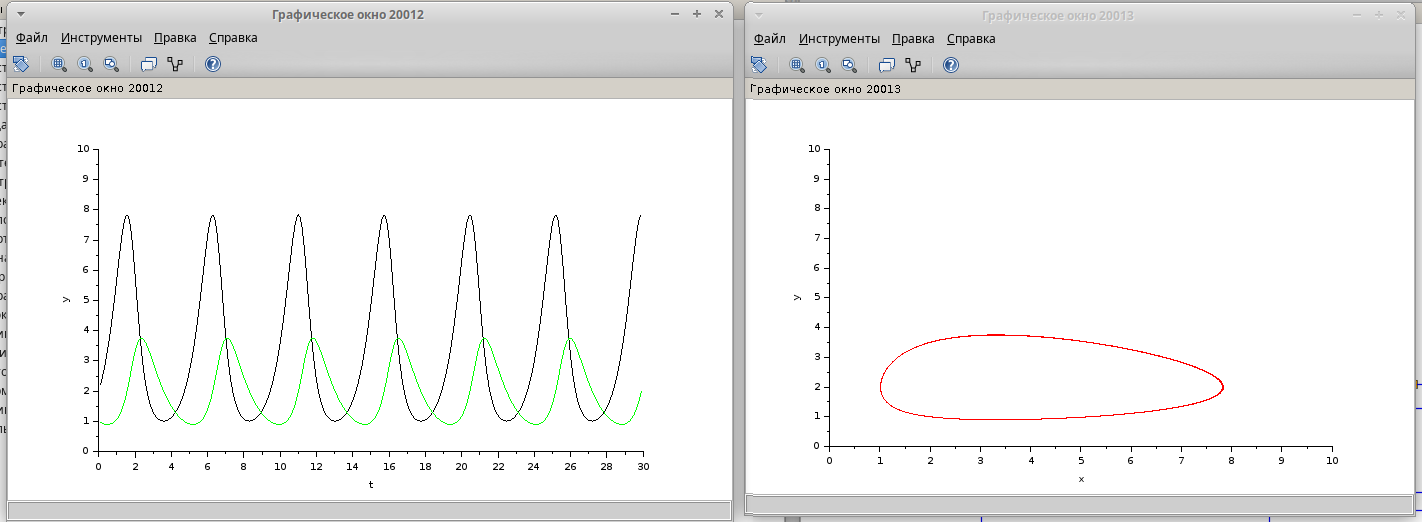 Графическое окно 20012
Файл Инструменты Правка Справка
Графическое окно 20012
10
9
8
7
6
5
4
3
2
1
0
y
0 2 4 6 8 10 12 14 16 18 20 22 24 26 28 30
t
Графическое окно 20013
Файл Инструменты Правка Справка
Графическое окно 20013
10
9
8
7
6
5
4
3
2
1
0
y
0 1 2 3 4 5 6 7 8 9 10
x